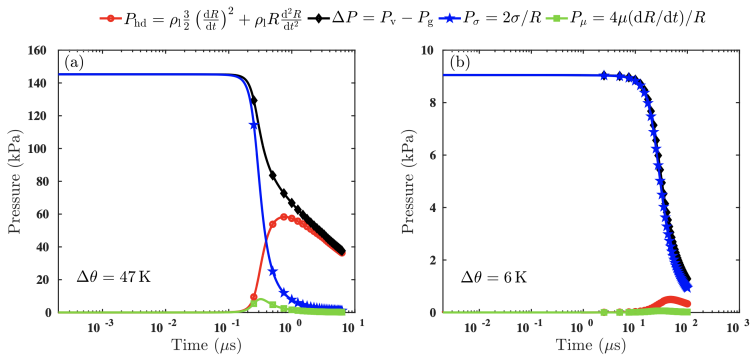 P_hd = ρ_l 3/2 (dR/dt)^2 + ρ_l R d^2R/dt^2 ΔP = P_v − P_g P_σ = 2σ/R P_μ = 4μ(dR/dt)/R
(a)
Pressure (kPa)
160
140
120
100
80
60
40
20
0
Δθ = 47 K
10^-3 10^-2 10^-1 10^0 10^1
Time (μs)
(b)
Pressure (kPa)
10
8
6
4
2
0
Δθ = 6 K
10^-2 10^-1 10^0 10^1 10^2 10^3
Time (μs)